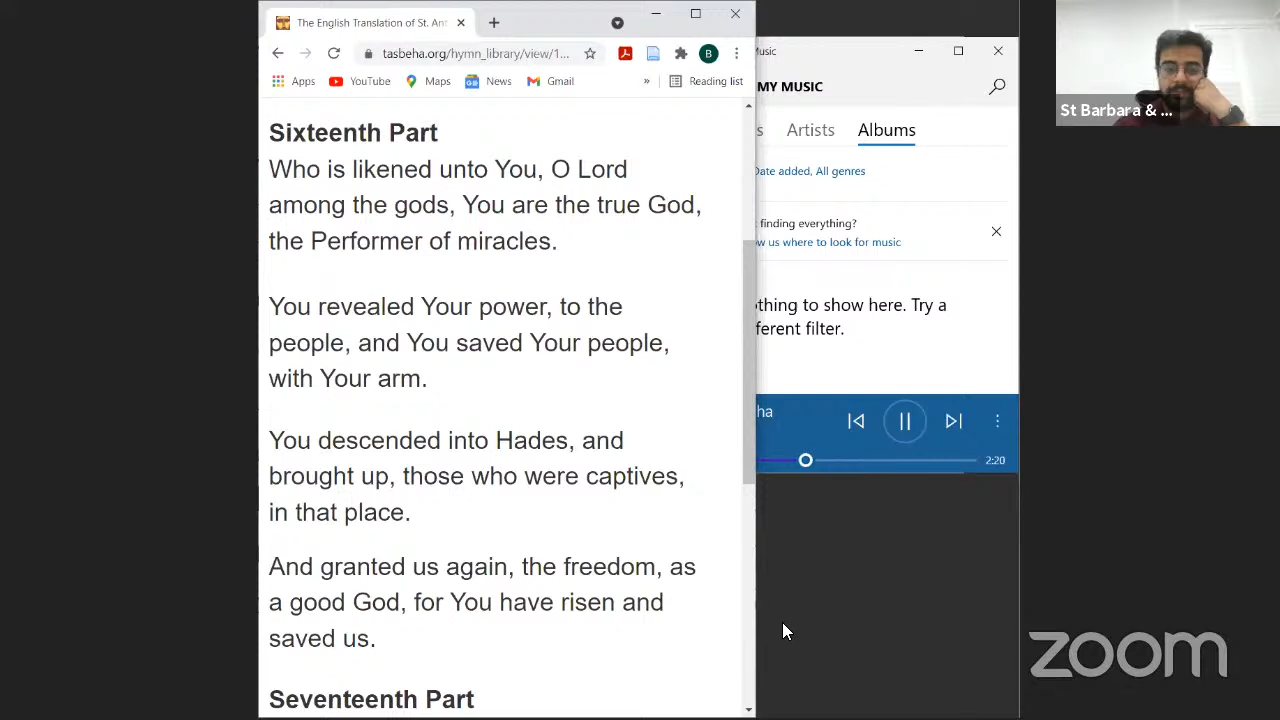 The English Translation of St. Ant
tasbeha.org/hymn_library/view/1...
B
Apps
YouTube
Maps
News
Gmail
»
Reading list
Sixteenth Part
Who is likened unto You, O Lord
among the gods, You are the true God,
the Performer of miracles.
You revealed Your power, to the
people, and You saved Your people,
with Your arm.
You descended into Hades, and
brought up, those who were captives,
in that place.
And granted us again, the freedom, as
a good God, for You have risen and
saved us.
Seventeenth Part
MY MUSIC
Artists
Albums
Date added, All genres
finding everything?
us where to look for music
thing to show here. Try a
ferent filter.
ha
2:20
St Barbara & ...
zoom